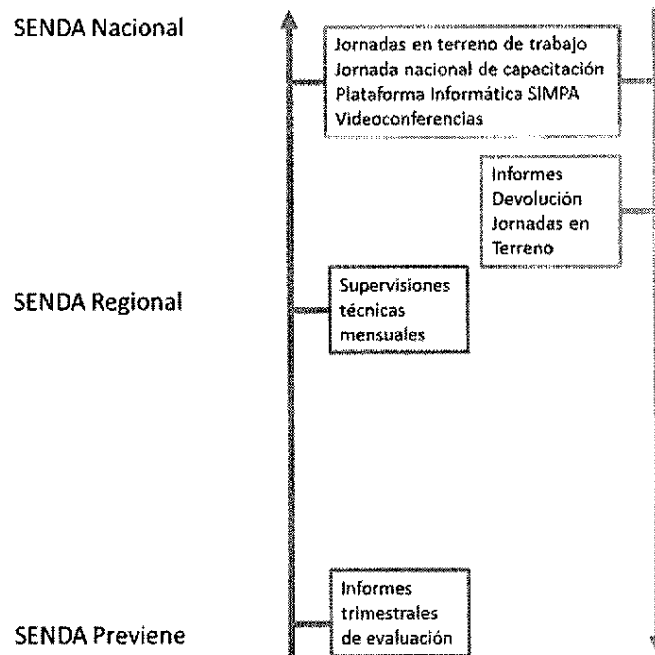 SENDA Nacional
Jornadas en terreno de trabajo
Jornada nacional de capacitación
Plataforma Informática SIMPA
Videoconferencias
Informes
Devolución
Jornadas en
Terreno
SENDA Regional
Supervisiones
técnicas
mensuales
Informes
trimestrales
de evaluación
SENDA Previene